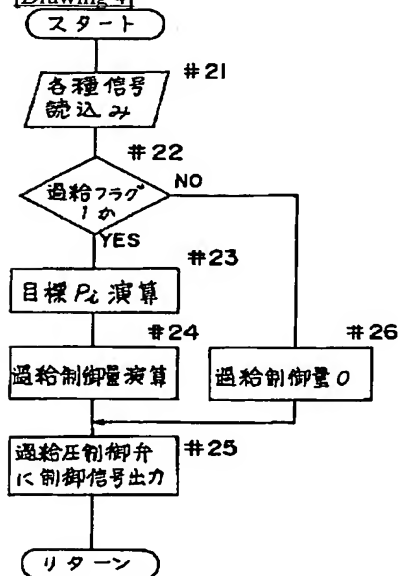 [Drawing 4]
スタート
#21
各種信号
読込み
#22
過給フラグ
1か
NO
YES
#23
目標Pi演算
#24
過給制御量演算
#26
過給制御量0
#25
過給圧制御弁
に制御信号出力
リターン